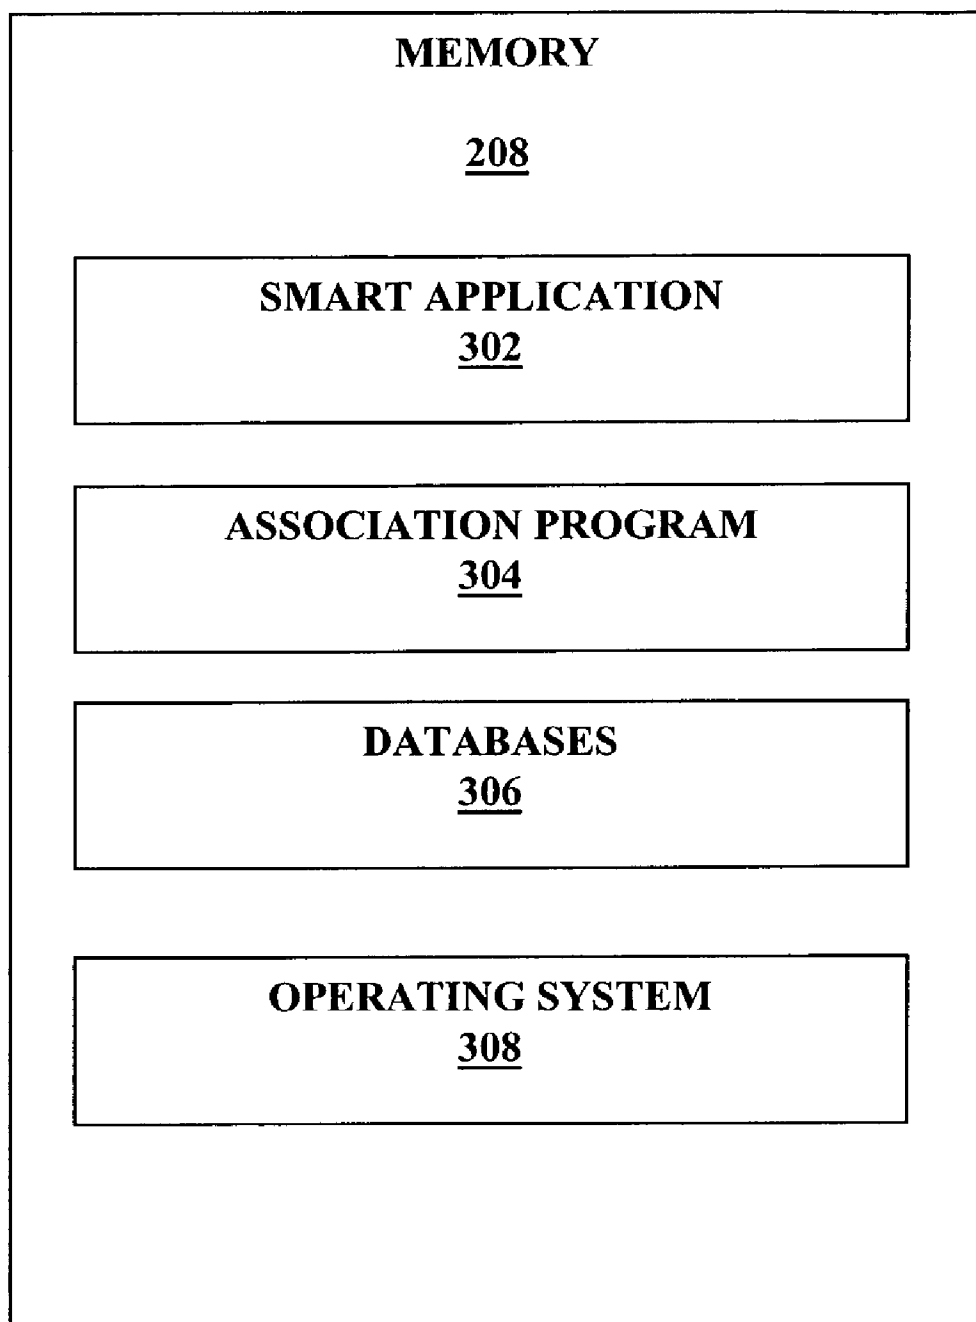 MEMORY
208
SMART APPLICATION
302
ASSOCIATION PROGRAM
304
DATABASES
306
OPERATING SYSTEM
308